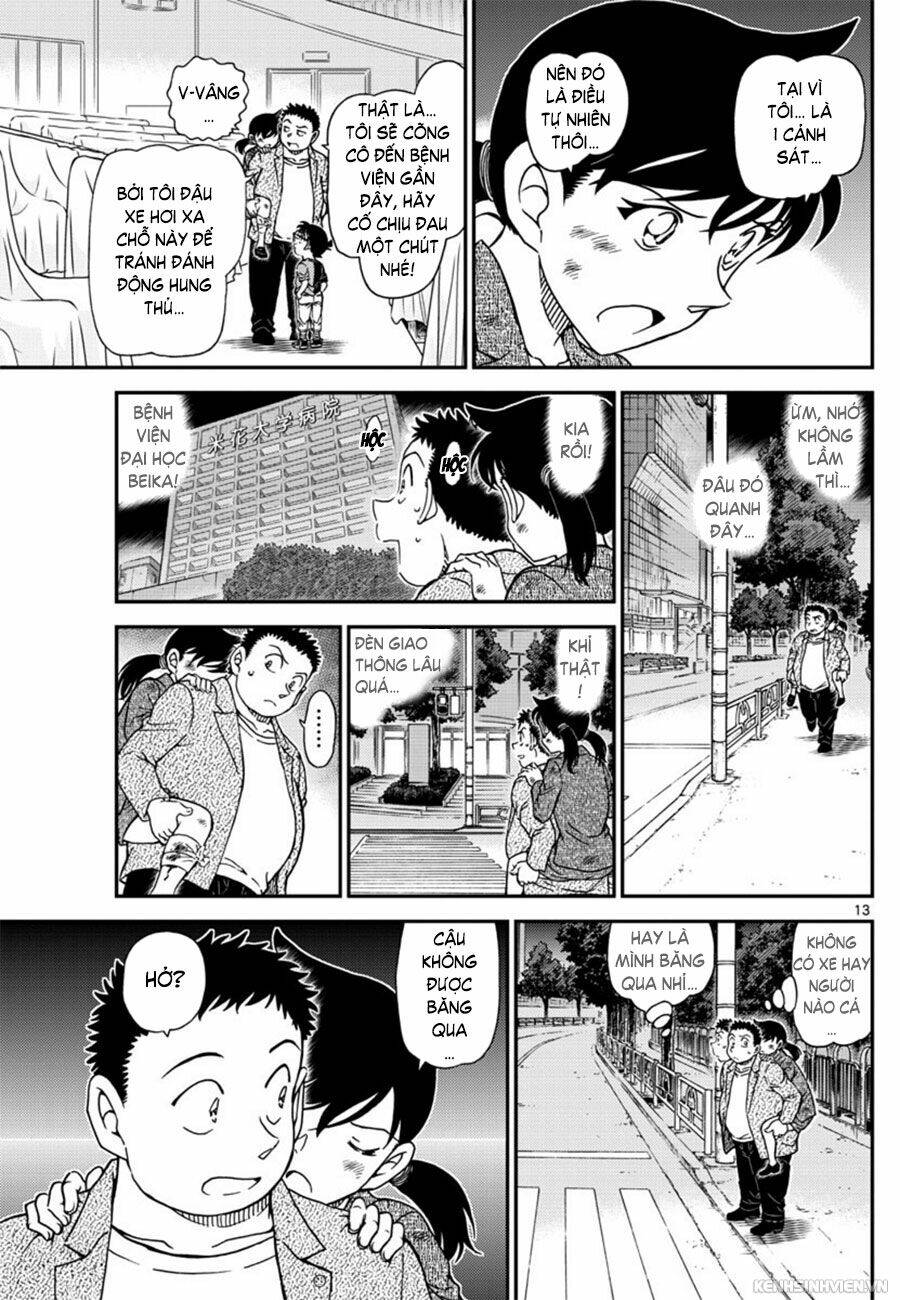 TẠI VÌ
TÔI... LÀ
1 CẢNH
SÁT...
NÊN ĐÓ
LÀ ĐIỀU
TỰ NHIÊN
THÔI...
THẬT LÀ...
TÔI SẼ CÕNG
CÔ ĐẾN BỆNH
VIỆN GẦN
ĐÂY, HÃY
CỐ CHỊU ĐAU
MỘT CHÚT
NHÉ!
V-VÂNG
...
BỞI TÔI ĐẬU
XE HƠI XA
CHỖ NÀY ĐỂ
TRÁNH ĐÁNH
ĐỘNG HUNG
THỦ...
ỪM, NHỚ
KHÔNG
LẦM
THÌ...
ĐÂU ĐÓ
QUANH
ĐÂY...
KIA
RỒI!
HỘC
HỘC
米花大学病院
BỆNH
VIỆN
ĐẠI HỌC
BEIKA!
KHỈ
THẬT
!
ĐÈN GIAO
THÔNG LÂU
QUÁ...
.....
13
KHÔNG
CÓ XE HAY
NGƯỜI
NÀO CẢ
...
HAY LÀ
MÌNH BĂNG
QUA NHỈ...
CẬU
KHÔNG
ĐƯỢC
BĂNG
QUA
...
HỞ?
KENHSINHVIEN.VN